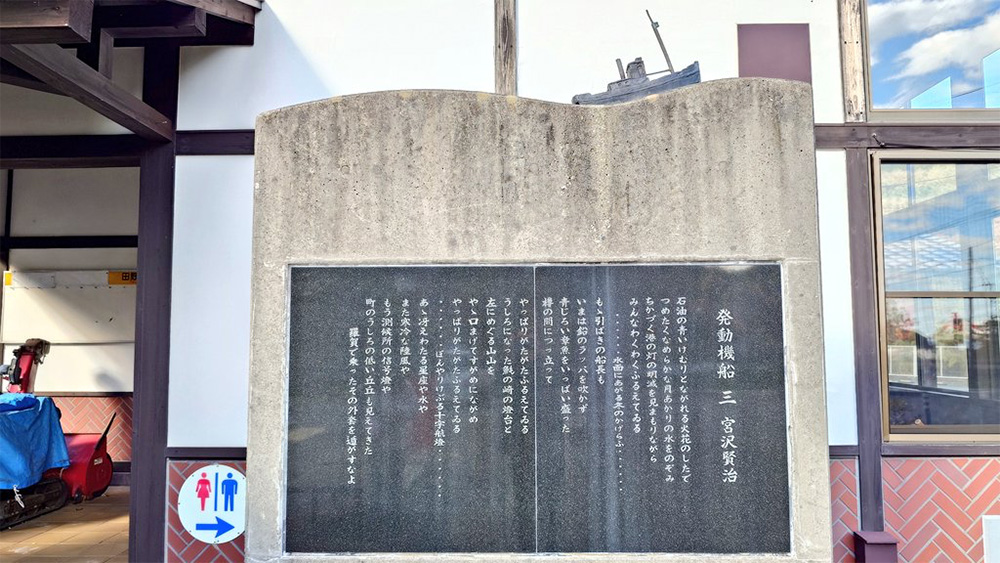 発動機船 三 宮沢賢治
石油の青いけむりとながれる火花のしたで
つめたくなめらかな月あかりの水をのぞみ
ちかづく港の灯の明滅を見まもりながら
みんなわくわくふるえてゐる
‥‥‥水面にあがる冬のかげらふ‥‥‥
もゝ引ばきの船長も
いまは鉛のラッパを吹かず
青じろい章魚をいっぱい盛った
樽の間につっ立って
やっぱりがたがたふるえてゐる
うしろになった魹の崎の燈台と
左にめぐる山山を
やゝ口まげてすがめにながめ
やっぱりがたがたふるえてゐる
‥‥‥ぼんやりけぶる十字航燈‥‥‥
あゝ冴えわたる星座や水や
また寒冷な陸風や
もう測候所の信号燈や
町のうしろの低い丘丘も見えてきた
羅賀で乗ったその外套を遁がすなよ
田野